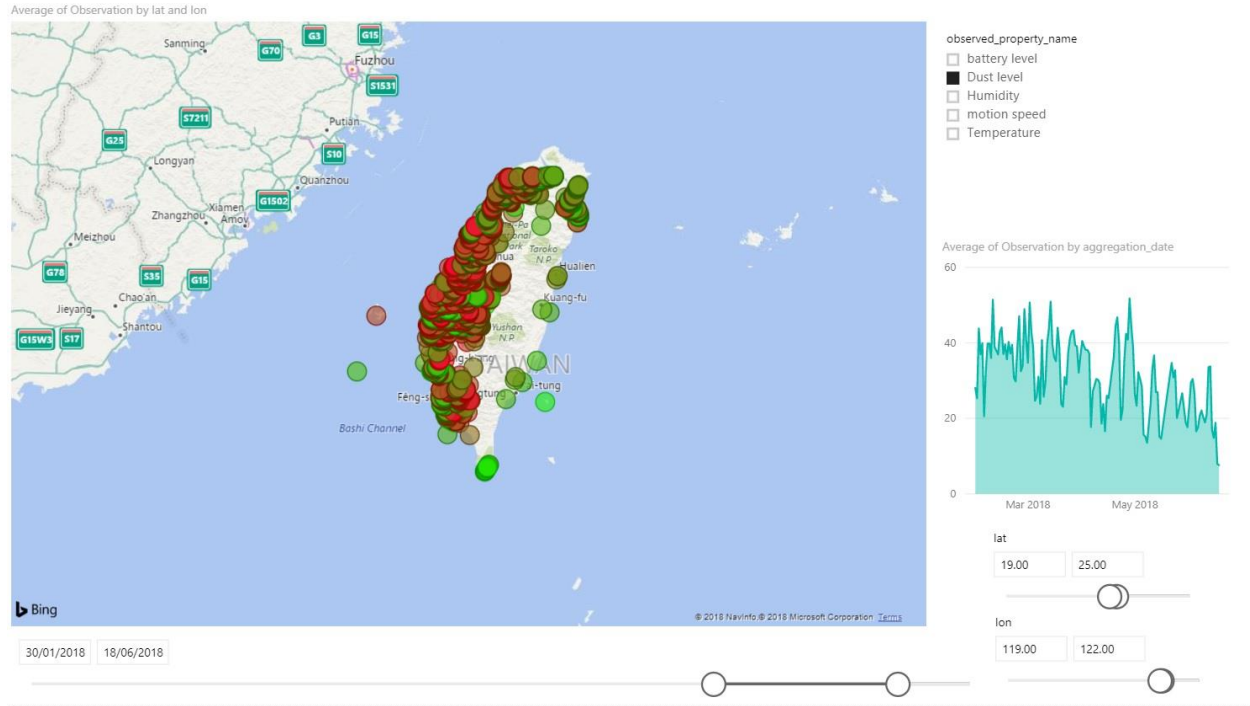 Average of Observation by lat and lon
Sanming
G70
G3
G15
Fuzhou
S1531
S7211
Putian
G25
S10
Longyan
Quanzhou
G1502
Xiamen
Zhangzhou
Amoy
Meizhou
G78
S35
G15
Chao'an
Jieyang
Shantou
G15W3
S17
Taroko
N.P.
Hualien
Kuang-fu
Yushan
N.P.
TAIWAN
Bashi Channel
Bing
© 2018 NavInfo © 2018 Microsoft Corporation Terms
30/01/2018 18/06/2018
observed_property_name
battery level
Dust level
Humidity
motion speed
Temperature
Average of Observation by aggregation_date
60
40
20
0
Mar 2018 May 2018
lat
19.00 25.00
lon
119.00 122.00